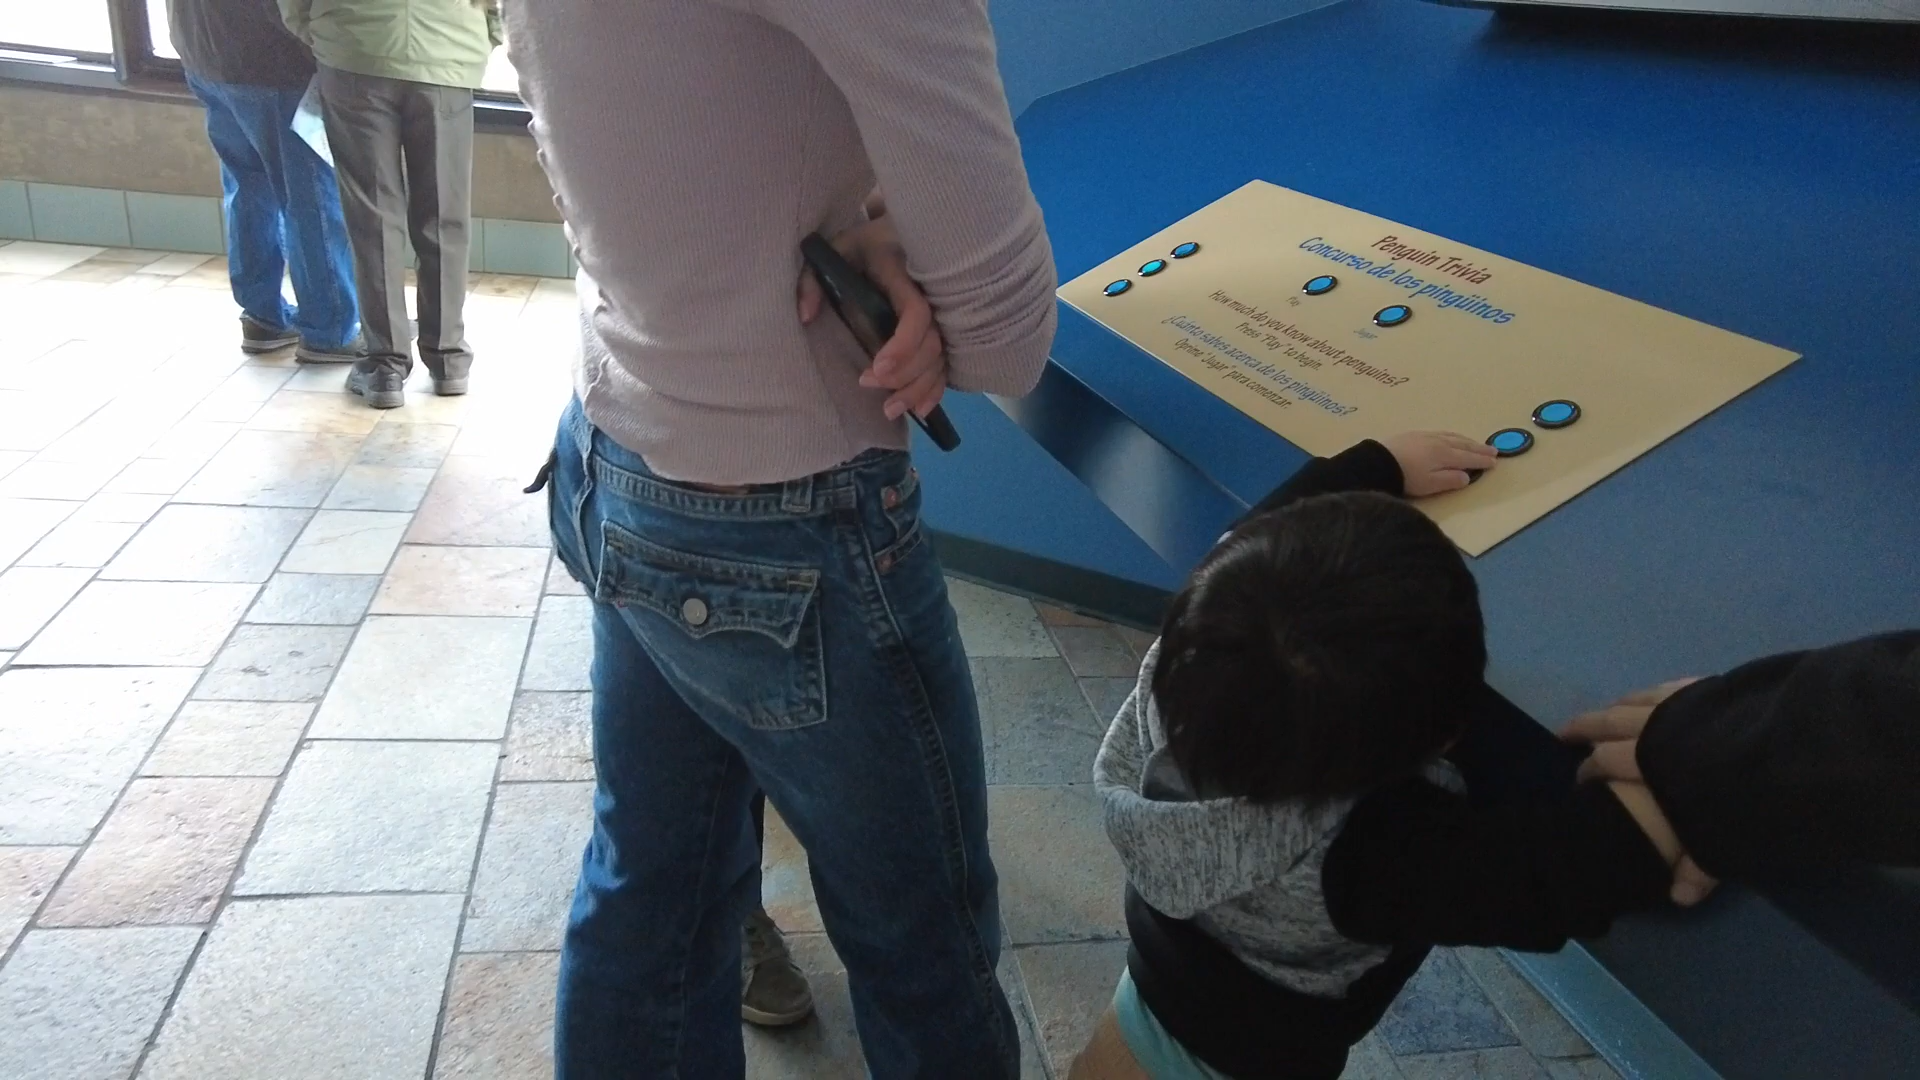 Penguin Trivia
Concurso de los pingüinos
Play
Jugar
How much do you know about penguins?
Press "Play" to begin.
¿Cuánto sabes acerca de los pingüinos?
Oprime "Jugar" para comenzar.